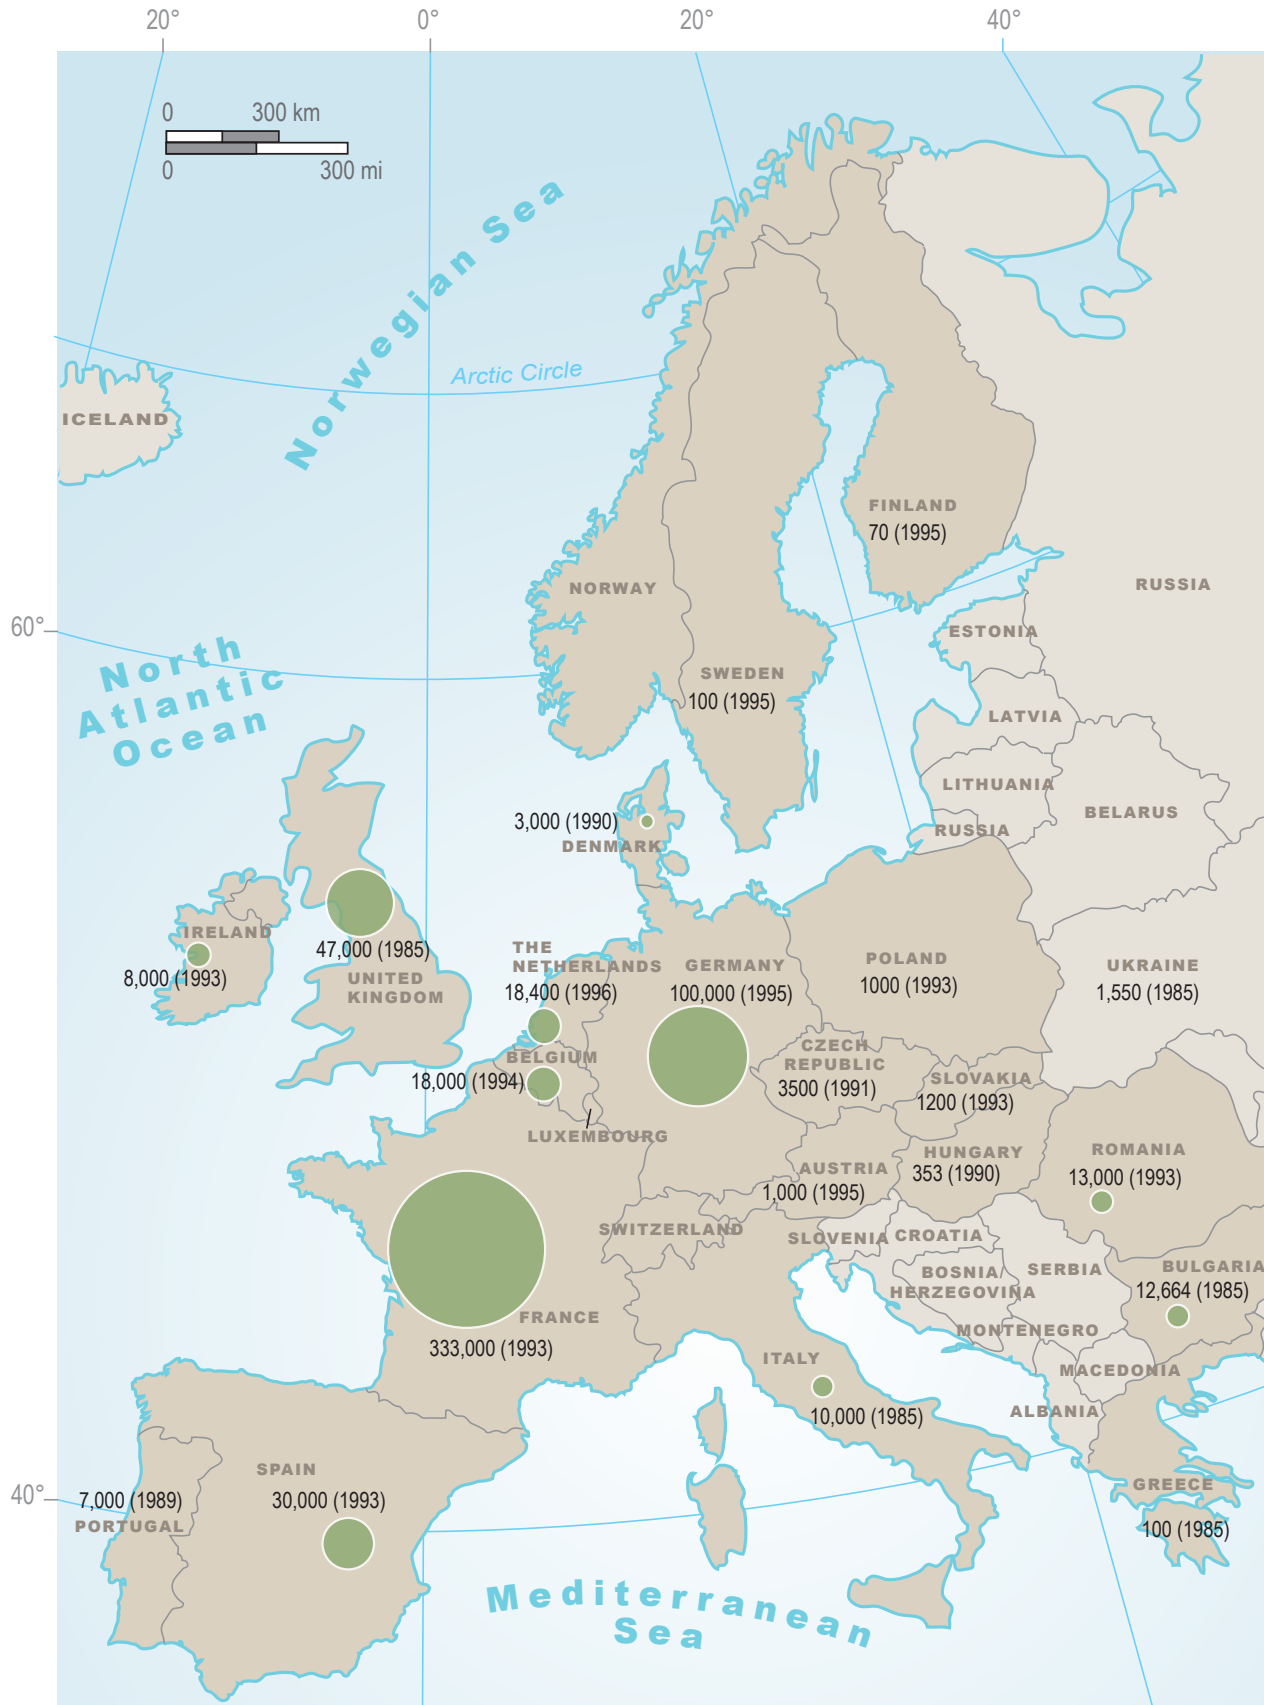 20°
0°
20°
40°
0
300 km
0
300 mi
Norwegian Sea
Arctic Circle
ICELAND
FINLAND
70 (1995)
NORWAY
RUSSIA
60°
ESTONIA
North
Atlantic
Ocean
SWEDEN
100 (1995)
LATVIA
LITHUANIA
BELARUS
3,000 (1990)
RUSSIA
DENMARK
IRELAND
47,000 (1985)
8,000 (1993)
UNITED
KINGDOM
THE
NETHERLANDS
18,400 (1996)
GERMANY
100,000 (1995)
POLAND
1000 (1993)
UKRAINE
1,550 (1985)
BELGIUM
18,000 (1994)
CZECH
REPUBLIC
3500 (1991)
SLOVAKIA
1200 (1993)
LUXEMBOURG
HUNGARY
353 (1990)
ROMANIA
13,000 (1993)
AUSTRIA
1,000 (1995)
SWITZERLAND
SLOVENIA
CROATIA
BOSNIA/
HERZEGOVINA
SERBIA
BULGARIA
12,664 (1985)
MONTENEGRO
FRANCE
333,000 (1993)
ITALY
10,000 (1985)
MACEDONIA
ALBANIA
SPAIN
30,000 (1993)
40°
7,000 (1989)
PORTUGAL
GREECE
100 (1985)
Mediterranean
Sea